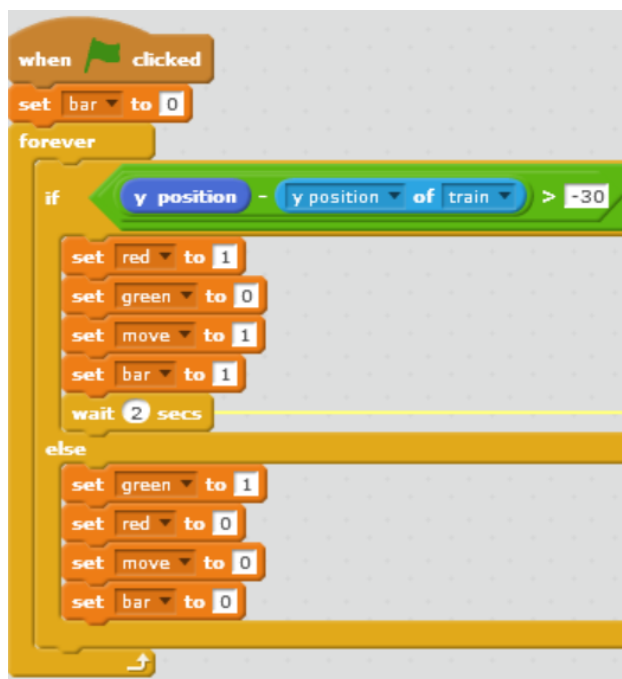 when clicked
set bar to 0
forever
if y position - y position of train > -30
set red to 1
set green to 0
set move to 1
set bar to 1
wait 2 secs
else
set green to 1
set red to 0
set move to 0
set bar to 0